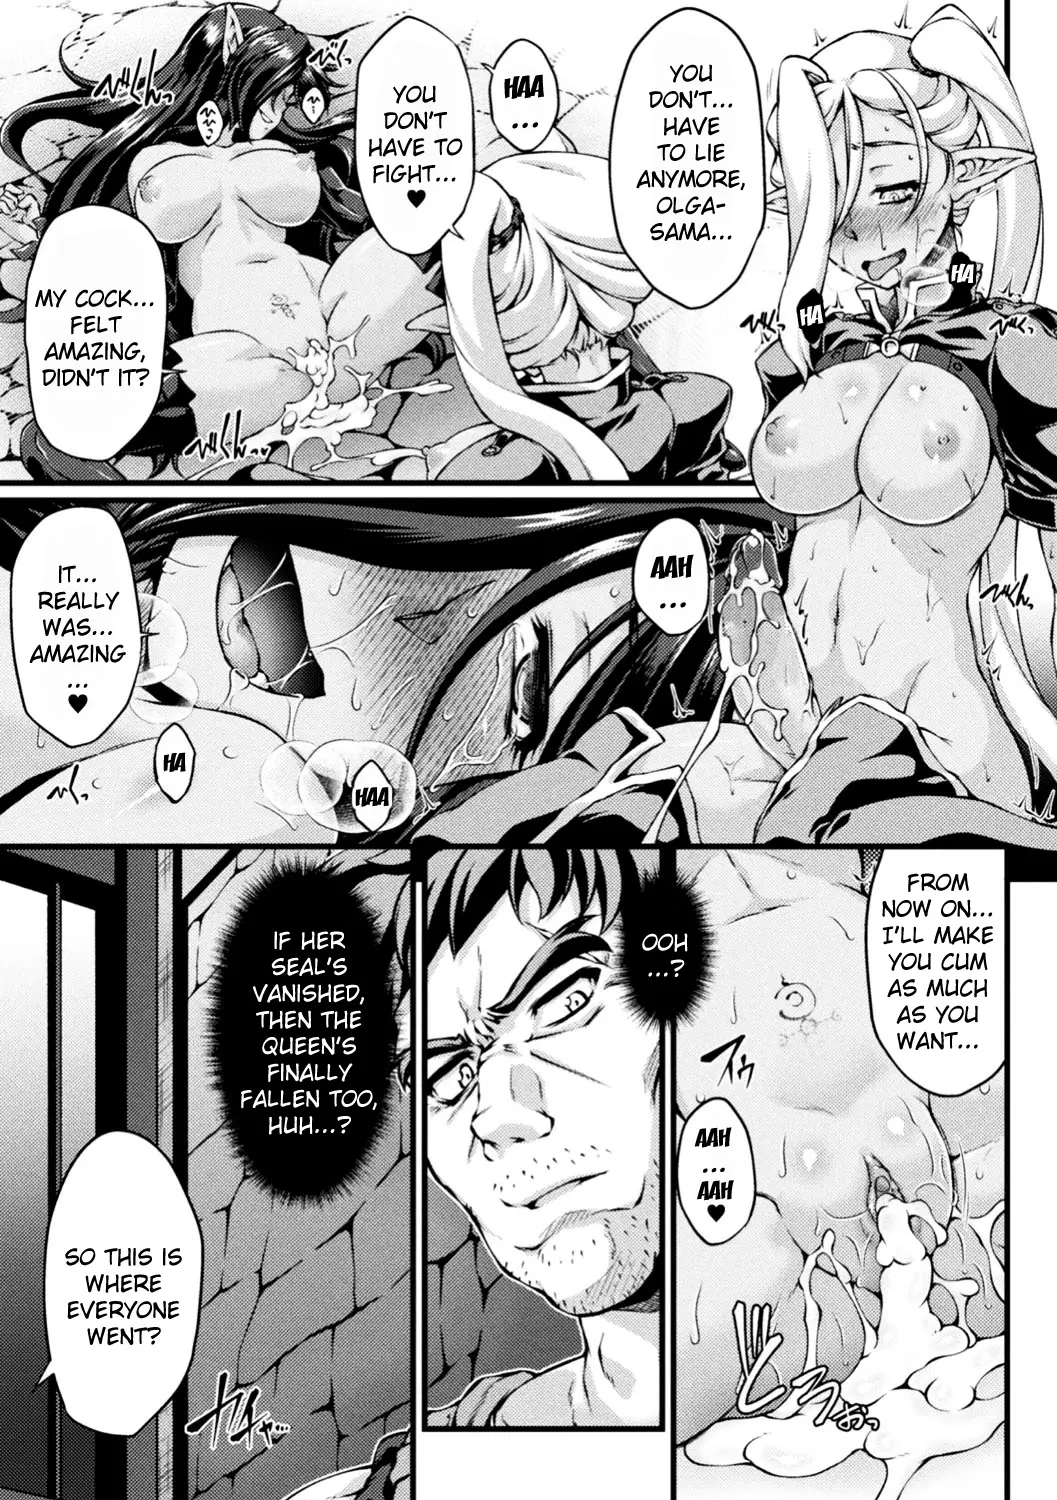 YOU
DON'T...
HAVE
TO LIE
ANYMORE,
OLGA-
SAMA...
HA
HA
HAA
...
YOU
DON'T
HAVE TO
FIGHT...
♥
MY COCK...
FELT
AMAZING,
DIDN'T IT?
AAH
...
IT...
REALLY
WAS...
AMAZING
...
♥
HA
HAA
FROM
NOW ON...
I'LL MAKE
YOU CUM
AS MUCH
AS YOU
WANT...
AAH
...
AAH
♥
OOH
...?
IF HER
SEAL'S
VANISHED,
THEN THE
QUEEN'S
FINALLY
FALLEN TOO,
HUH...?
SO THIS IS
WHERE
EVERYONE
WENT?